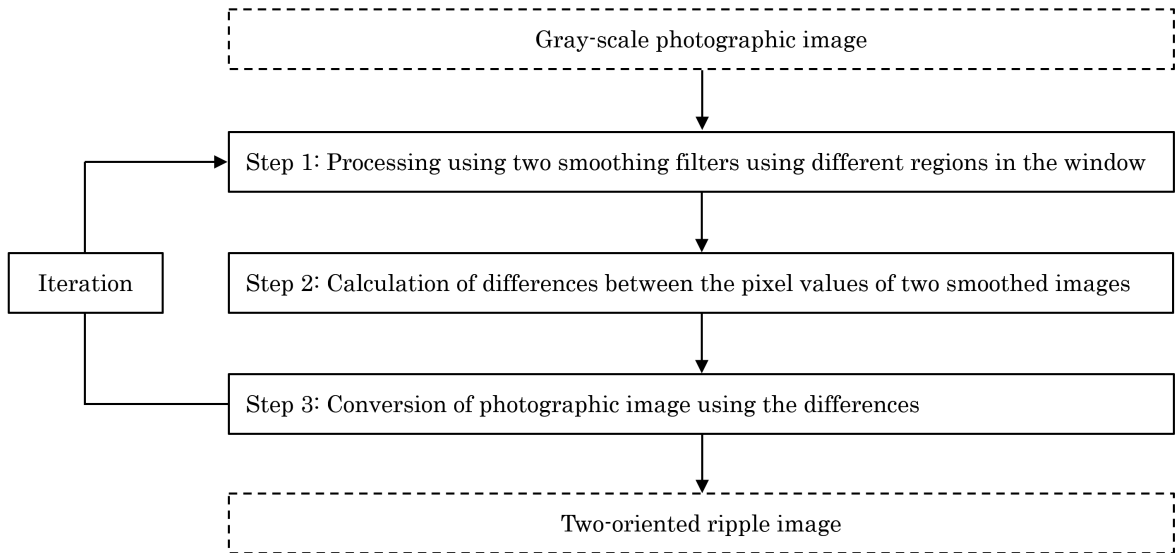 Gray-scale photographic image
Step 1: Processing using two smoothing filters using different regions in the window
Iteration
Step 2: Calculation of differences between the pixel values of two smoothed images
Step 3: Conversion of photographic image using the differences
Two-oriented ripple image